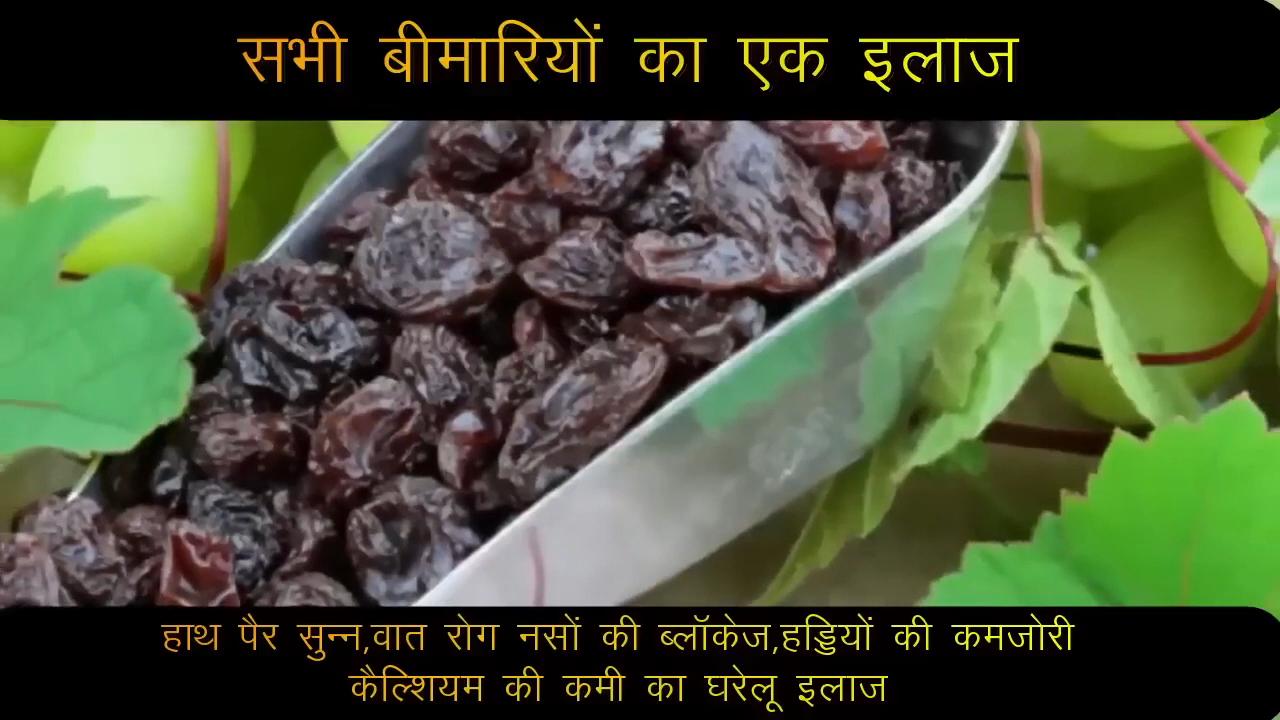 सभी बीमारियों का एक इलाज
हाथ पैर सुन्न,वात रोग नसों की ब्लॉकेज,हड्डियों की कमजोरी
कैल्शियम की कमी का घरेलू इलाज